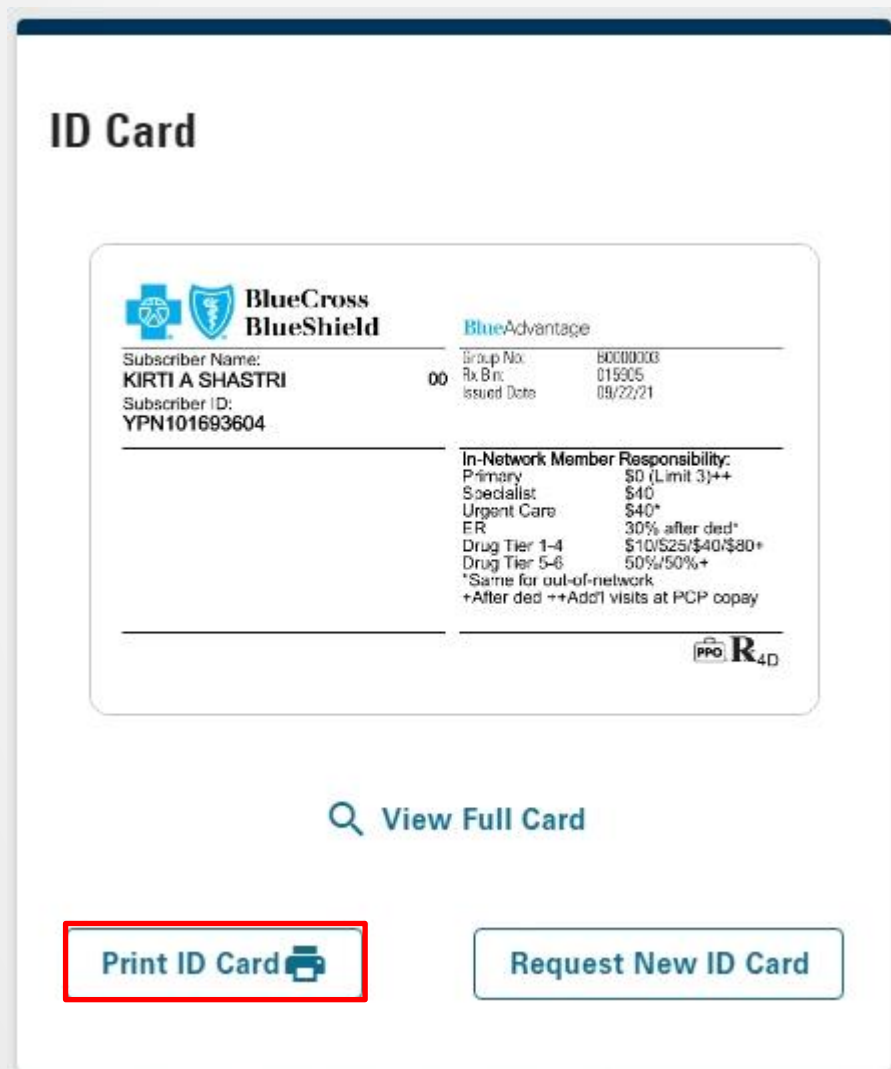 ID Card
BlueCross
BlueShield
BlueAdvantage
Subscriber Name:
KIRTI A SHASTRI 00
Subscriber ID:
YPN101693604
Group No: B0000003
Rx Bin: 015905
Issued Date 09/22/21
In-Network Member Responsibility:
Primary $0 (Limit 3)++
Specialist $40
Urgent Care $40*
ER 30% after ded*
Drug Tier 1-4 $10/$25/$40/$80+
Drug Tier 5-6 50%/50%+
*Same for out-of-network
+After ded ++Add'l visits at PCP copay
PPO R4D
View Full Card
Print ID Card
Request New ID Card